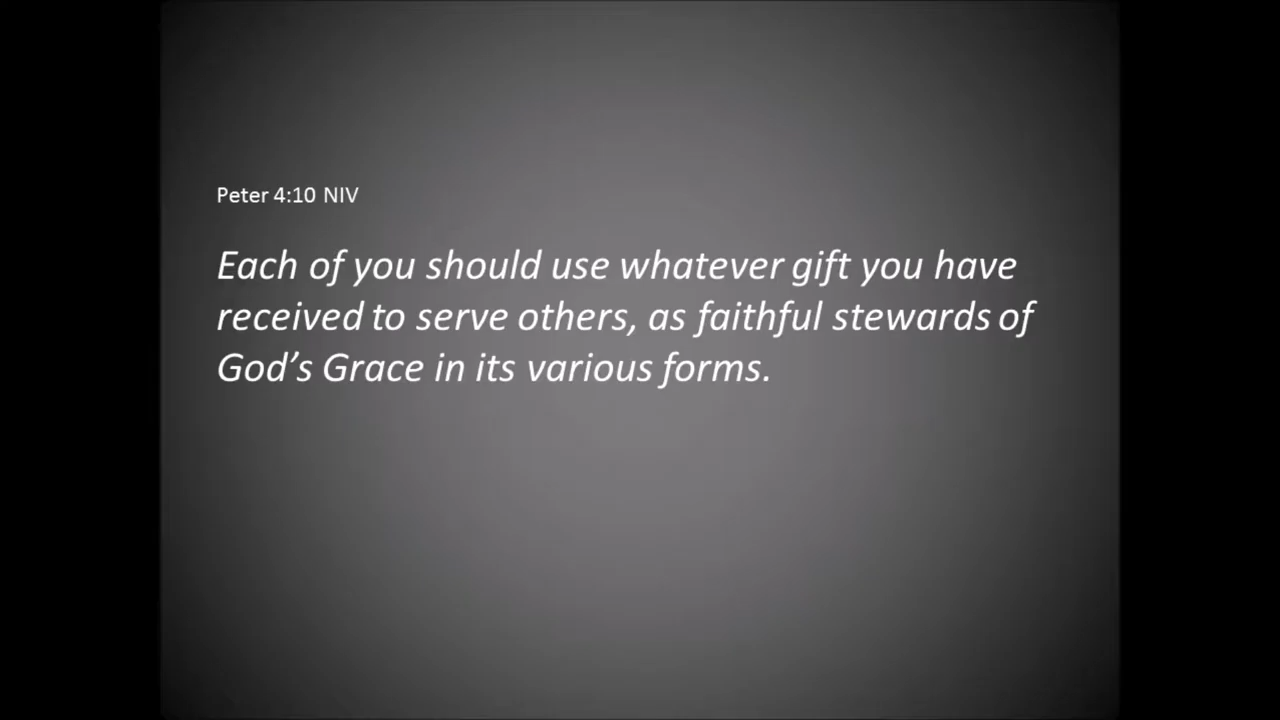 Peter 4:10 NIV
Each of you should use whatever gift you have
received to serve others, as faithful stewards of
God’s Grace in its various forms.